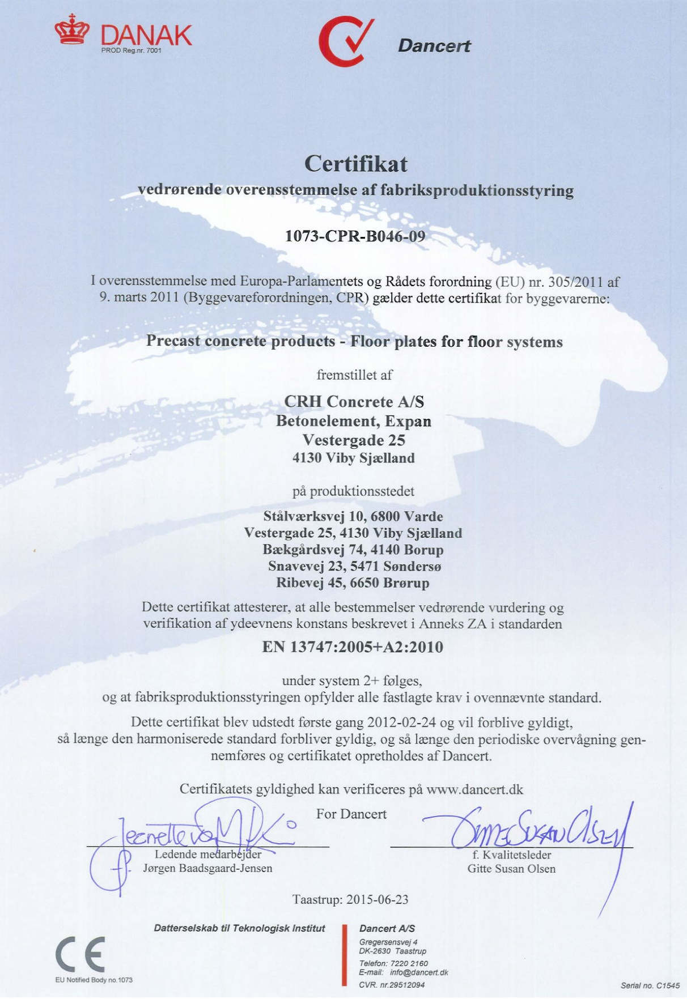 DANAK
PROD Reg.nr. 7001
Dancert
Certifikat
vedrørende overensstemmelse af fabriksproduktionsstyring
1073-CPR-B046-09
I overensstemmelse med Europa-Parlamentets og Rådets forordning (EU) nr. 305/2011 af
9. marts 2011 (Byggevareforordningen, CPR) gælder dette certifikat for byggevarerne:
Precast concrete products - Floor plates for floor systems
fremstillet af
CRH Concrete A/S
Betonelement, Expan
Vestergade 25
4130 Viby Sjælland
på produktionsstedet
Stålværksvej 10, 6800 Varde
Vestergade 25, 4130 Viby Sjælland
Bækgårdsvej 74, 4140 Borup
Snavevej 23, 5471 Søndersø
Ribevej 45, 6650 Brørup
Dette certifikat attesterer, at alle bestemmelser vedrørende vurdering og
verifikation af ydeevnens konstans beskrevet i Anneks ZA i standarden
EN 13747:2005+A2:2010
under system 2+ følges,
og at fabriksproduktionsstyringen opfylder alle fastlagte krav i ovennævnte standard.
Dette certifikat blev udstedt første gang 2012-02-24 og vil forblive gyldigt,
så længe den harmoniserede standard forbliver gyldig, og så længe den periodiske overvågning gen-
nemføres og certifikatet opretholdes af Dancert.
Certifikatets gyldighed kan verificeres på www.dancert.dk
For Dancert
Susan Olsen
Ledende medarbejder
Jørgen Baadsgaard-Jensen
f. Kvalitetsleder
Gitte Susan Olsen
Taastrup: 2015-06-23
Datterselskab til Teknologisk Institut
Dancert A/S
Gregersensvej 4
DK-2630 Taastrup
Telefon: 7220 2160
E-mail: info@dancert.dk
CVR. nr.29512094
CE
EU Notified Body no.1073
Serial no. C1545